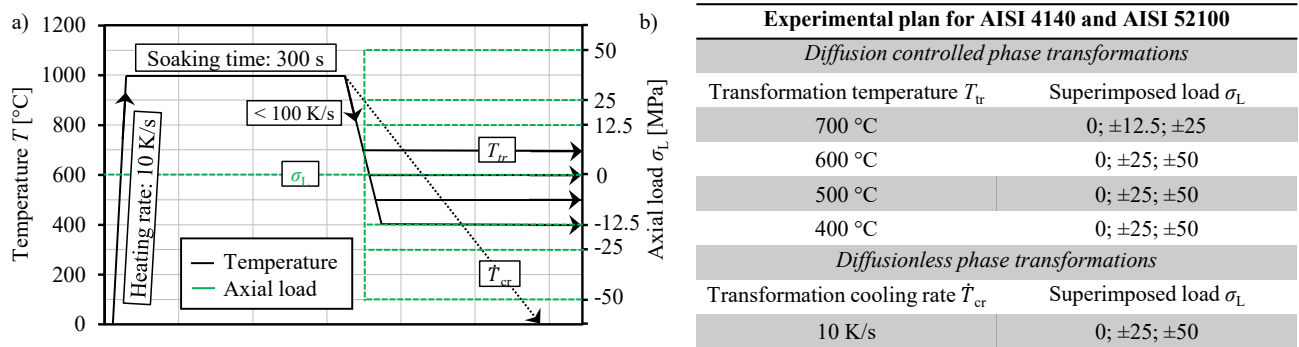 a)
Temperature T [°C]
1200
1000
800
600
400
200
0
Soaking time: 300 s
Heating rate: 10 K/s
< 100 K/s
T_tr
σ_L
Ṫ_cr
Temperature
Axial load
50
25
12.5
0
-12.5
-25
-50
Axial load σ_L [MPa]
b)
Experimental plan for AISI 4140 and AISI 52100
Diffusion controlled phase transformations
Transformation temperature T_tr Superimposed load σ_L
700 °C 0; ±12.5; ±25
600 °C 0; ±25; ±50
500 °C 0; ±25; ±50
400 °C 0; ±25; ±50
Diffusionless phase transformations
Transformation cooling rate Ṫ_cr Superimposed load σ_L
10 K/s 0; ±25; ±50